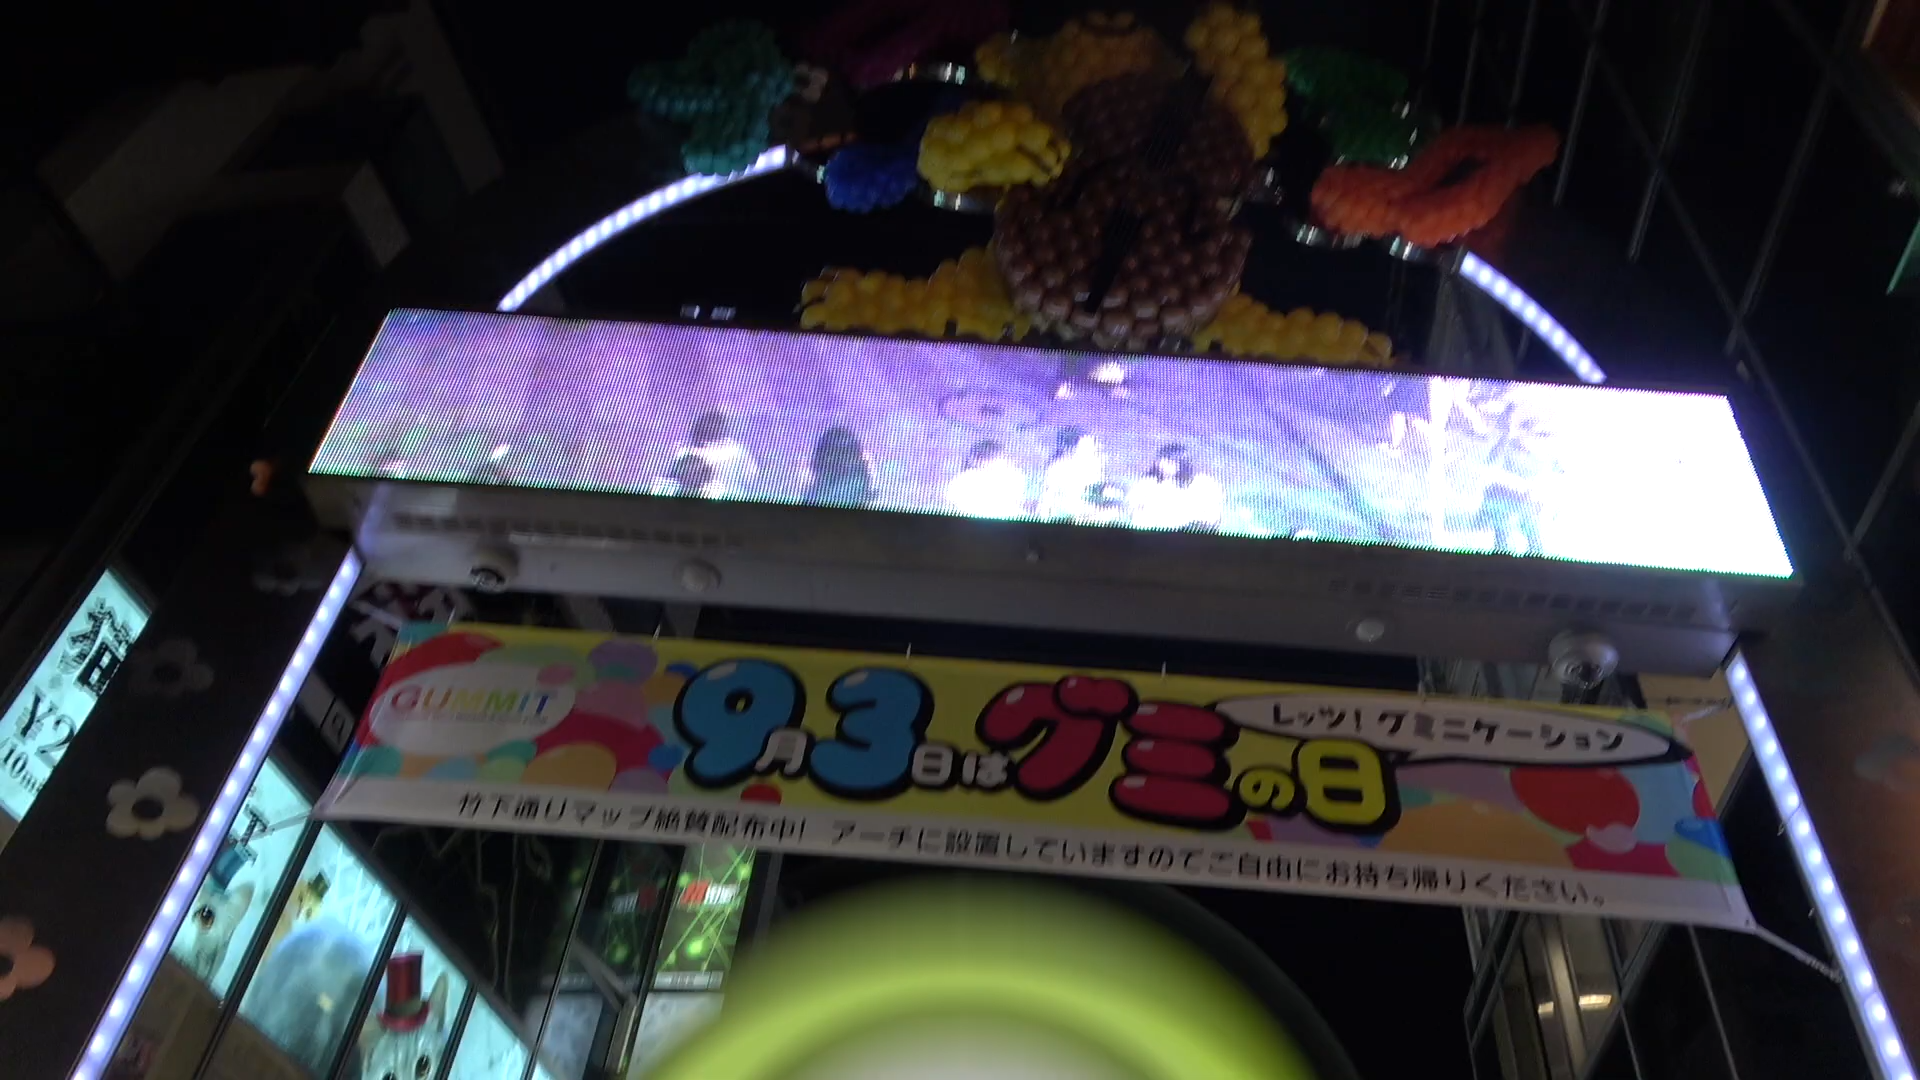 GUMMIT
9月3日はグミの日
レッツ!グミニケーション
竹下通りマップ絶賛配布中! アーチに設置していますのでご自由にお持ち帰りください。
¥2
10m